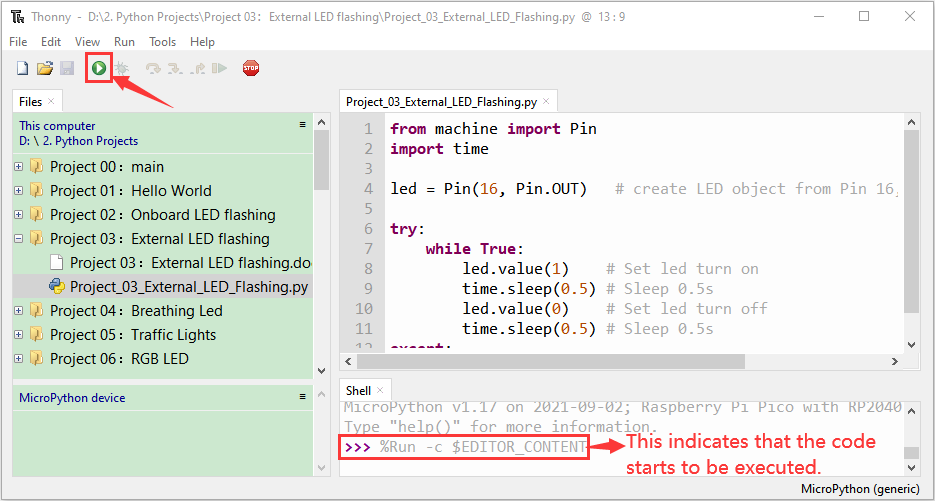 Thonny - D:\2. Python Projects\Project 03：External LED flashing\Project_03_External_LED_Flashing.py @ 13:9
File Edit View Run Tools Help
STOP
Files ×
This computer
D: \ 2. Python Projects
Project 00：main
Project 01：Hello World
Project 02：Onboard LED flashing
Project 03：External LED flashing
Project 03：External LED flashing.do
Project_03_External_LED_Flashing.py
Project 04：Breathing Led
Project 05：Traffic Lights
Project 06：RGB LED
MicroPython device
Project_03_External_LED_Flashing.py ×
1 from machine import Pin
2 import time
3
4 led = Pin(16, Pin.OUT)   # create LED object from Pin 16,
5
6 try:
7     while True:
8         led.value(1)    # Set led turn on
9         time.sleep(0.5) # Sleep 0.5s
10         led.value(0)    # Set led turn off
11         time.sleep(0.5) # Sleep 0.5s
12 except:
Shell ×
MicroPython v1.17 on 2021-09-02; Raspberry Pi Pico with RP2040
Type "help()" for more information.
>>> %Run -c $EDITOR_CONTENT
This indicates that the code
starts to be executed.
MicroPython (generic)